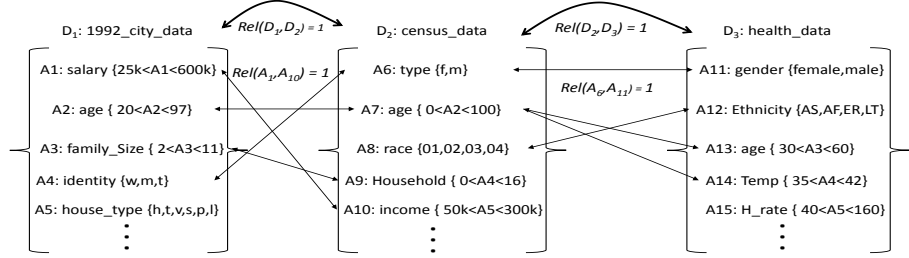 Rel(D1,D2) = 1
Rel(D2,D3) = 1
D1: 1992_city_data
D2: census_data
D3: health_data
A1: salary {25k<A1<600k}
A2: age { 20<A2<97}
A3: family_Size { 2<A3<11}
A4: identity {w,m,t}
A5: house_type {h,t,v,s,p,l}
Rel(A1,A10) = 1
A6: type {f,m}
A7: age { 0<A2<100}
A8: race {01,02,03,04}
A9: Household { 0<A4<16}
A10: income { 50k<A5<300k}
Rel(A6,A11) = 1
A11: gender {female,male}
A12: Ethnicity {AS,AF,ER,LT}
A13: age { 30<A3<60}
A14: Temp { 35<A4<42}
A15: H_rate { 40<A5<160}